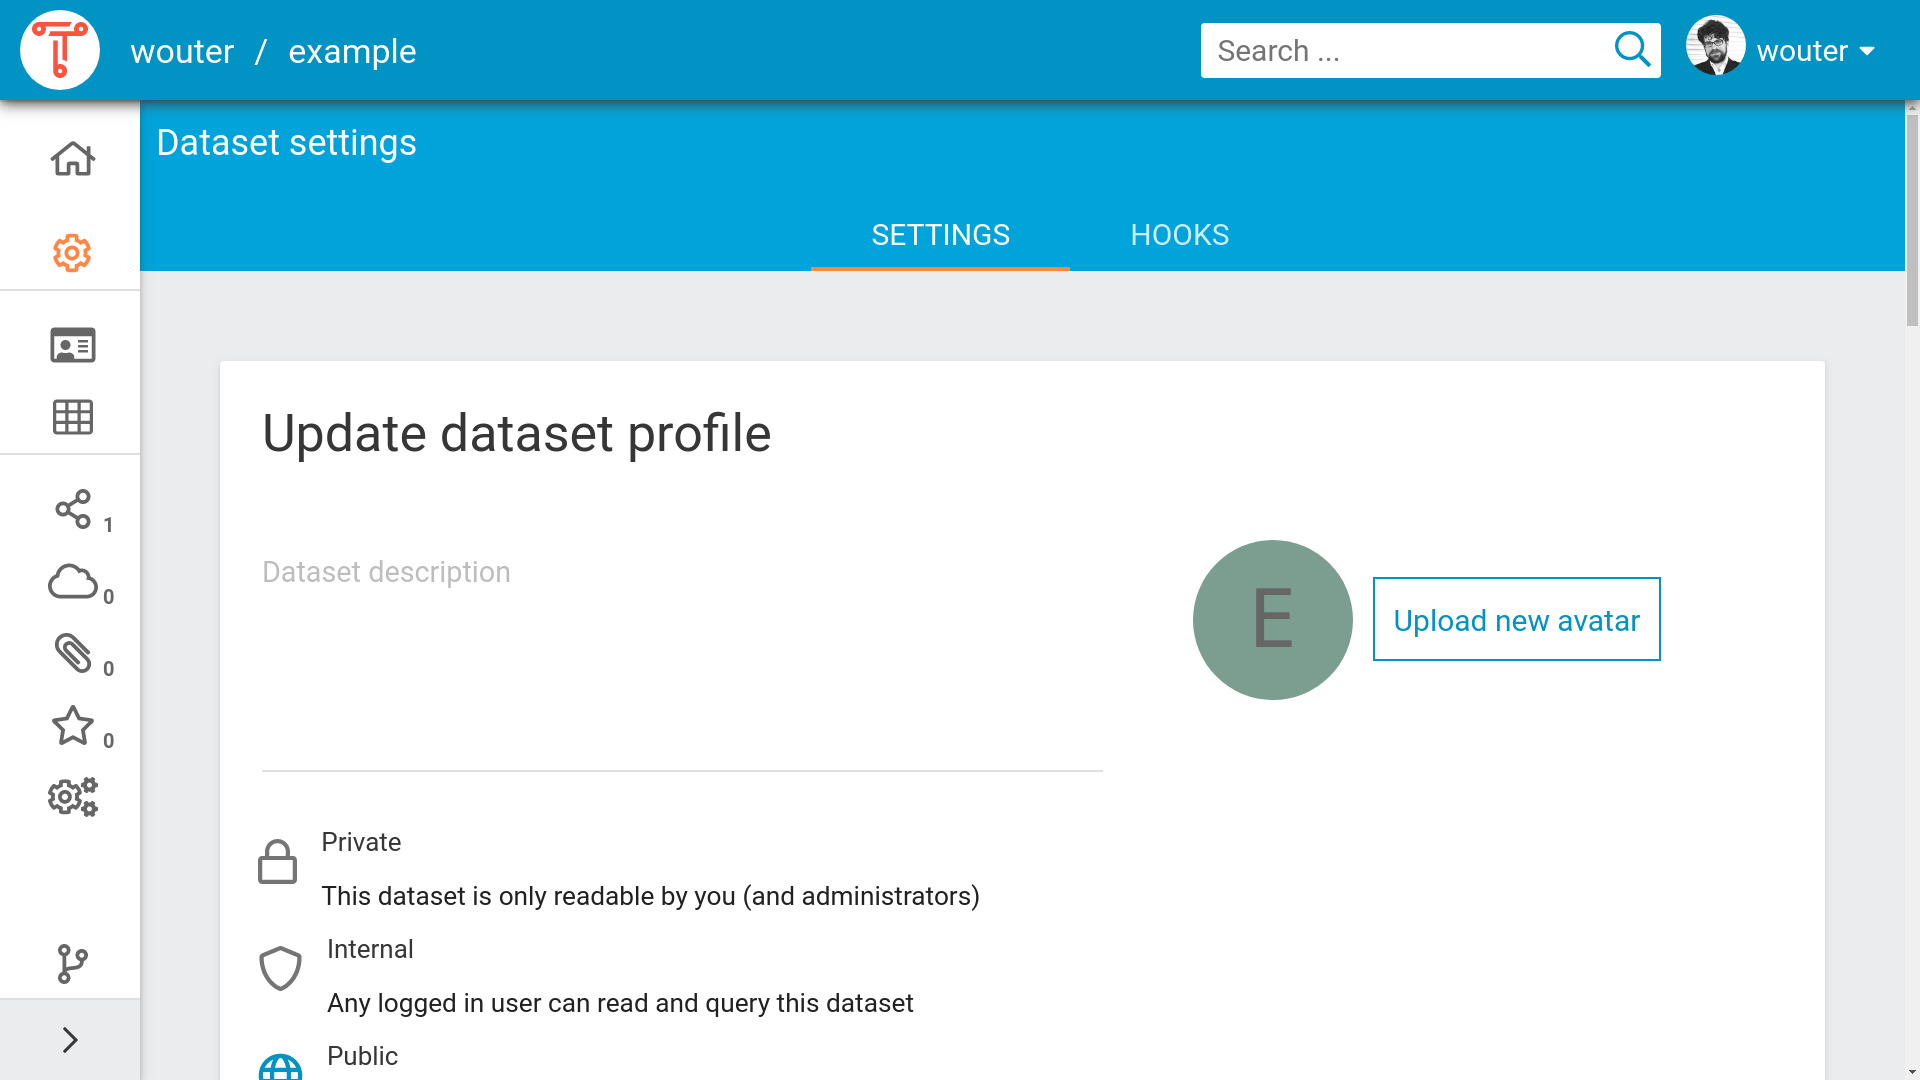 wouter / example
Search ...
wouter
Dataset settings
SETTINGS
HOOKS
Update dataset profile
Dataset description
E
Upload new avatar
1
0
0
0
Private
This dataset is only readable by you (and administrators)
Internal
Any logged in user can read and query this dataset
Public